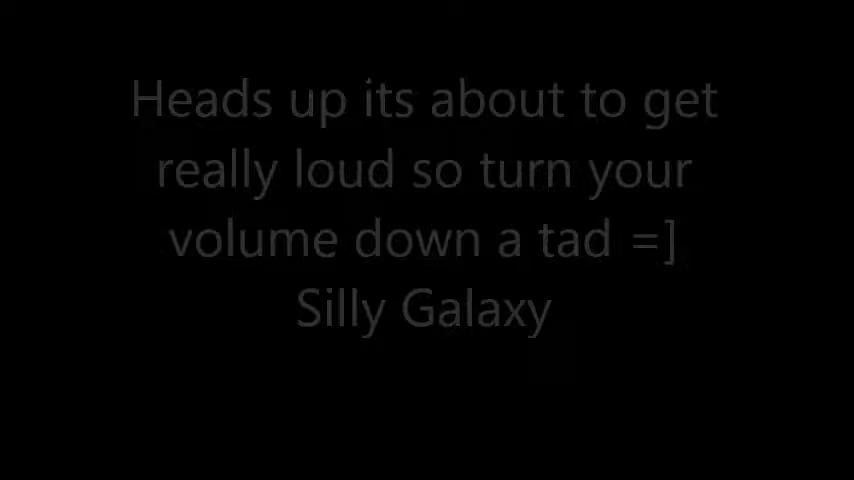 Heads up its about to get
really loud so turn your
volume down a tad =]
Silly Galaxy